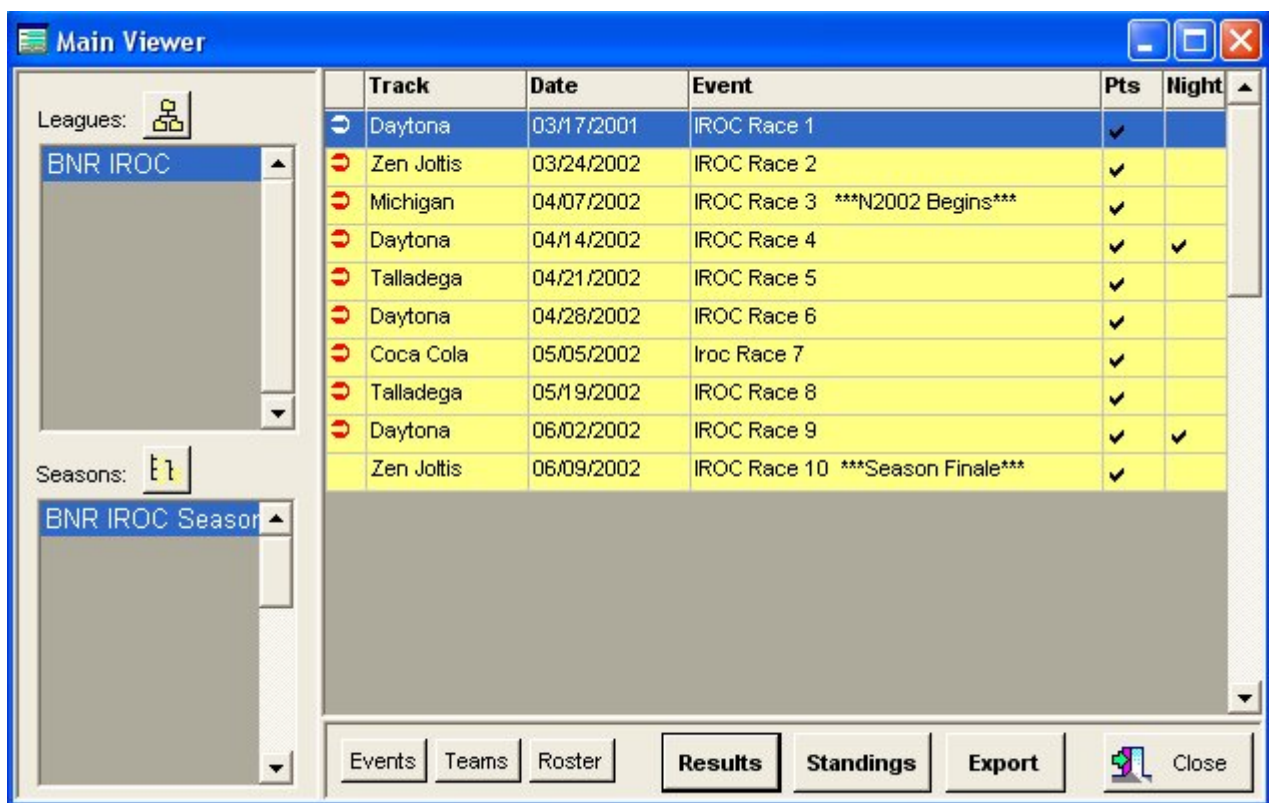 Main Viewer
Leagues:
BNR IROC
Seasons:
BNR IROC Seasor
Track Date Event Pts Night
Daytona 03/17/2001 IROC Race 1
Zen Joltis 03/24/2002 IROC Race 2
Michigan 04/07/2002 IROC Race 3 ***N2002 Begins***
Daytona 04/14/2002 IROC Race 4
Talladega 04/21/2002 IROC Race 5
Daytona 04/28/2002 IROC Race 6
Coca Cola 05/05/2002 Iroc Race 7
Talladega 05/19/2002 IROC Race 8
Daytona 06/02/2002 IROC Race 9
Zen Joltis 06/09/2002 IROC Race 10 ***Season Finale***
Events Teams Roster Results Standings Export Close